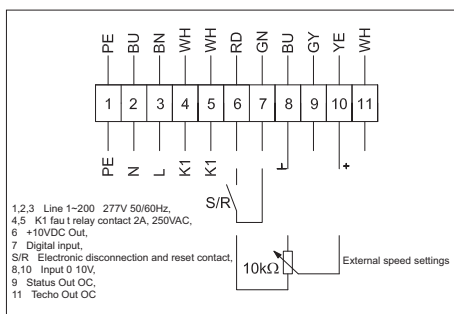 PE BU BN WH WH RD GN BU GY YE WH
1 2 3 4 5 6 7 8 9 10 11
PE N L K1 K1 ⊥ +
S/R
1,2,3 Line 1~200 277V 50/60Hz,
4,5 K1 fau t relay contact 2A, 250VAC,
6 +10VDC Out,
7 Digital input,
S/R Electronic disconnection and reset contact,
8,10 Input 0 10V,
9 Status Out OC,
11 Techo Out OC
10kΩ
External speed settings